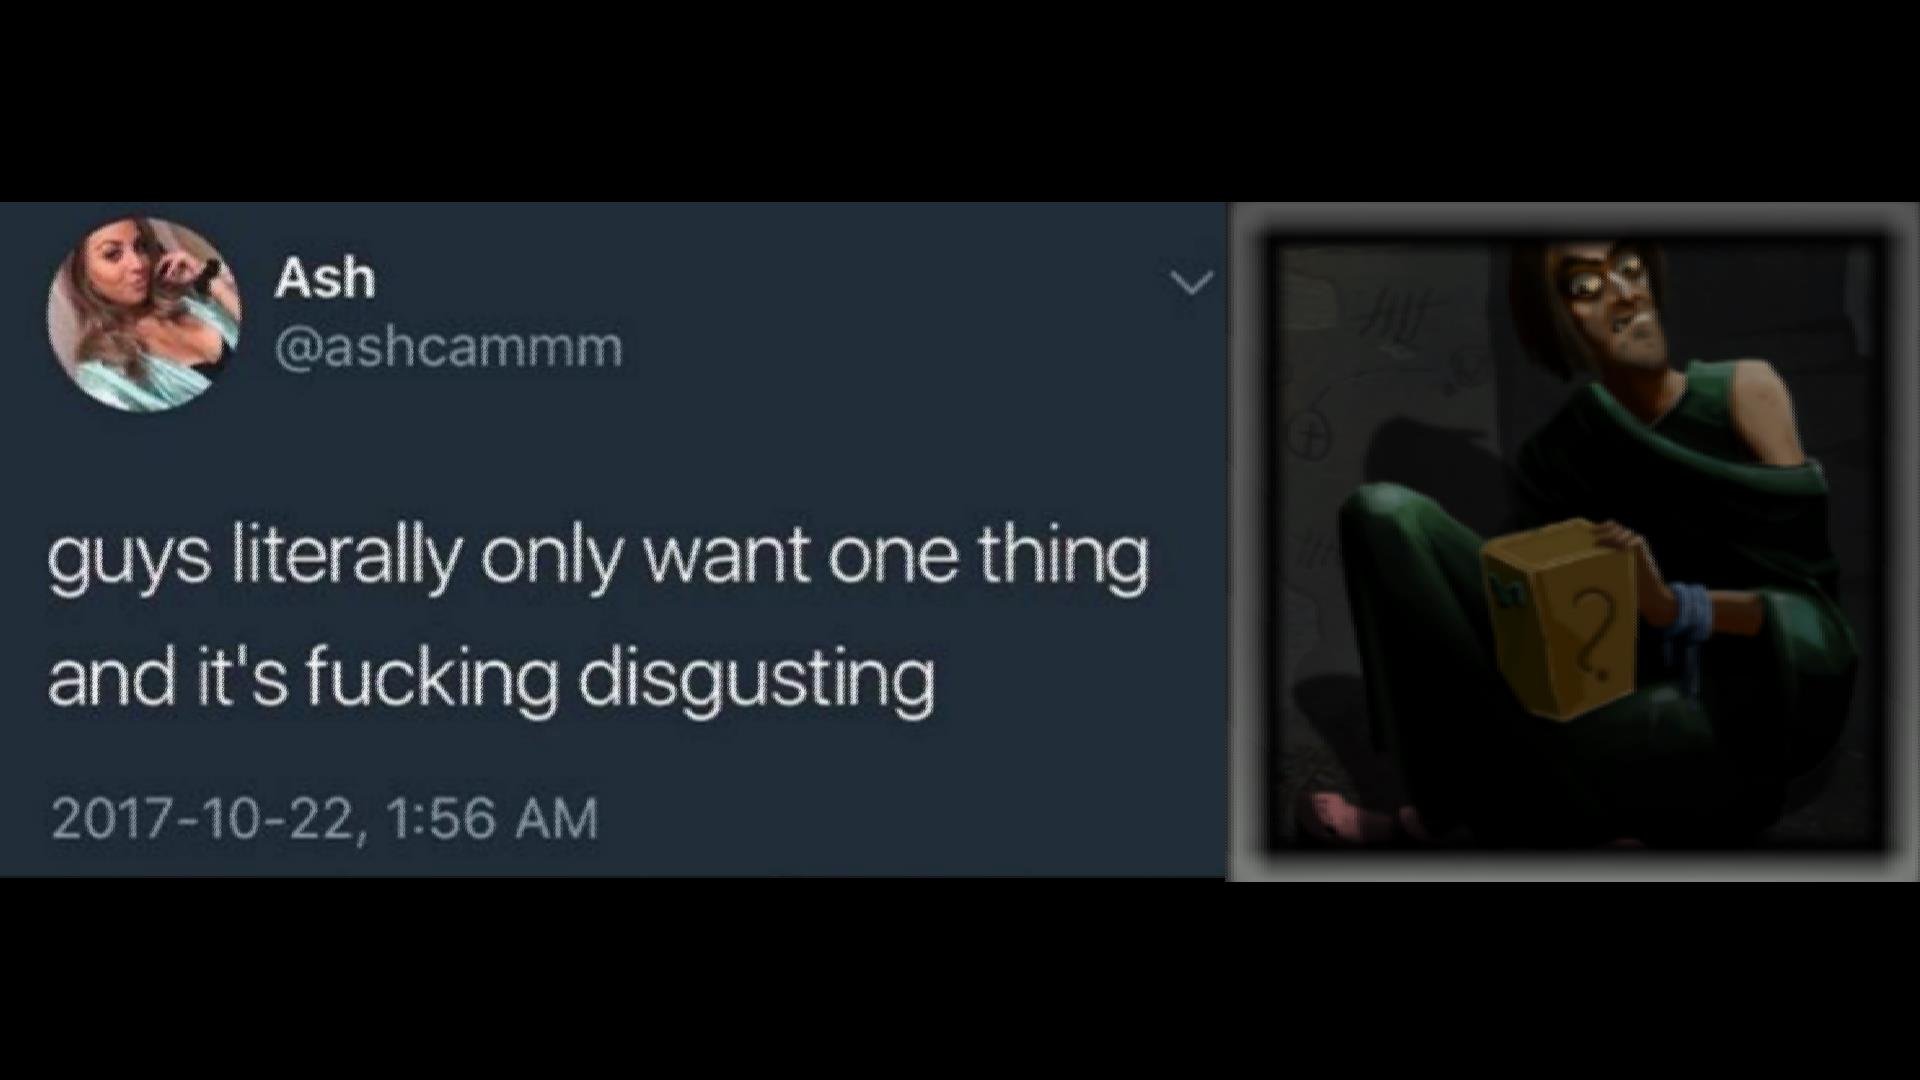 Ash
@ashcammm
guys literally only want one thing
and it's fucking disgusting
2017-10-22, 1:56 AM
?